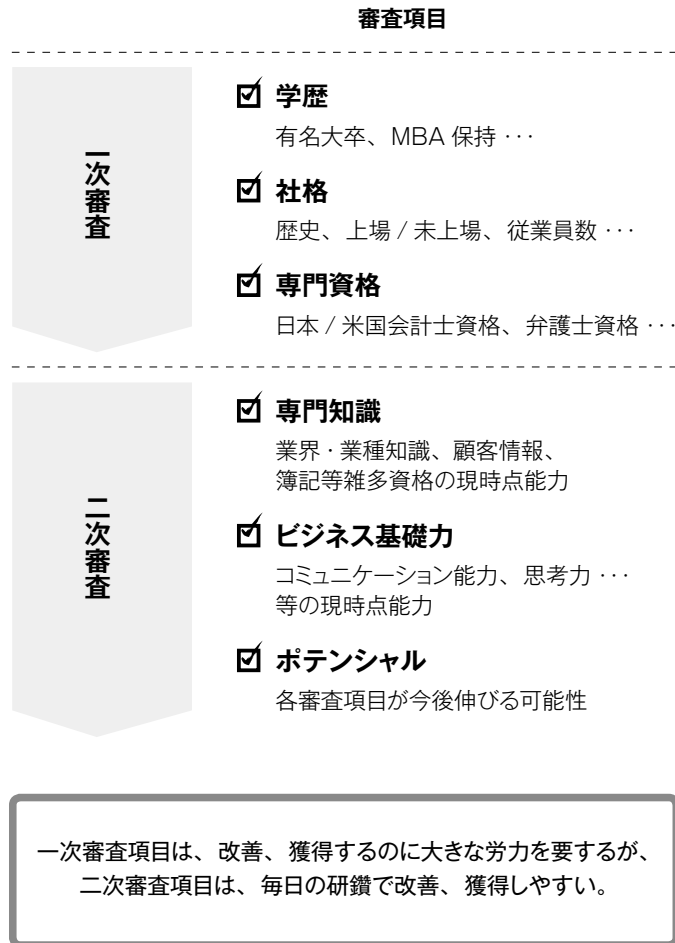 審査項目
一次審査
学歴
有名大卒、MBA 保持 ···
社格
歴史、上場 / 未上場、従業員数 ···
専門資格
日本 / 米国会計士資格、弁護士資格 ···
二次審査
専門知識
業界・業種知識、顧客情報、
簿記等雑多資格の現時点能力
ビジネス基礎力
コミュニケーション能力、思考力 ···
等の現時点能力
ポテンシャル
各審査項目が今後伸びる可能性
一次審査項目は、改善、獲得するのに大きな労力を要するが、
二次審査項目は、毎日の研鑽で改善、獲得しやすい。